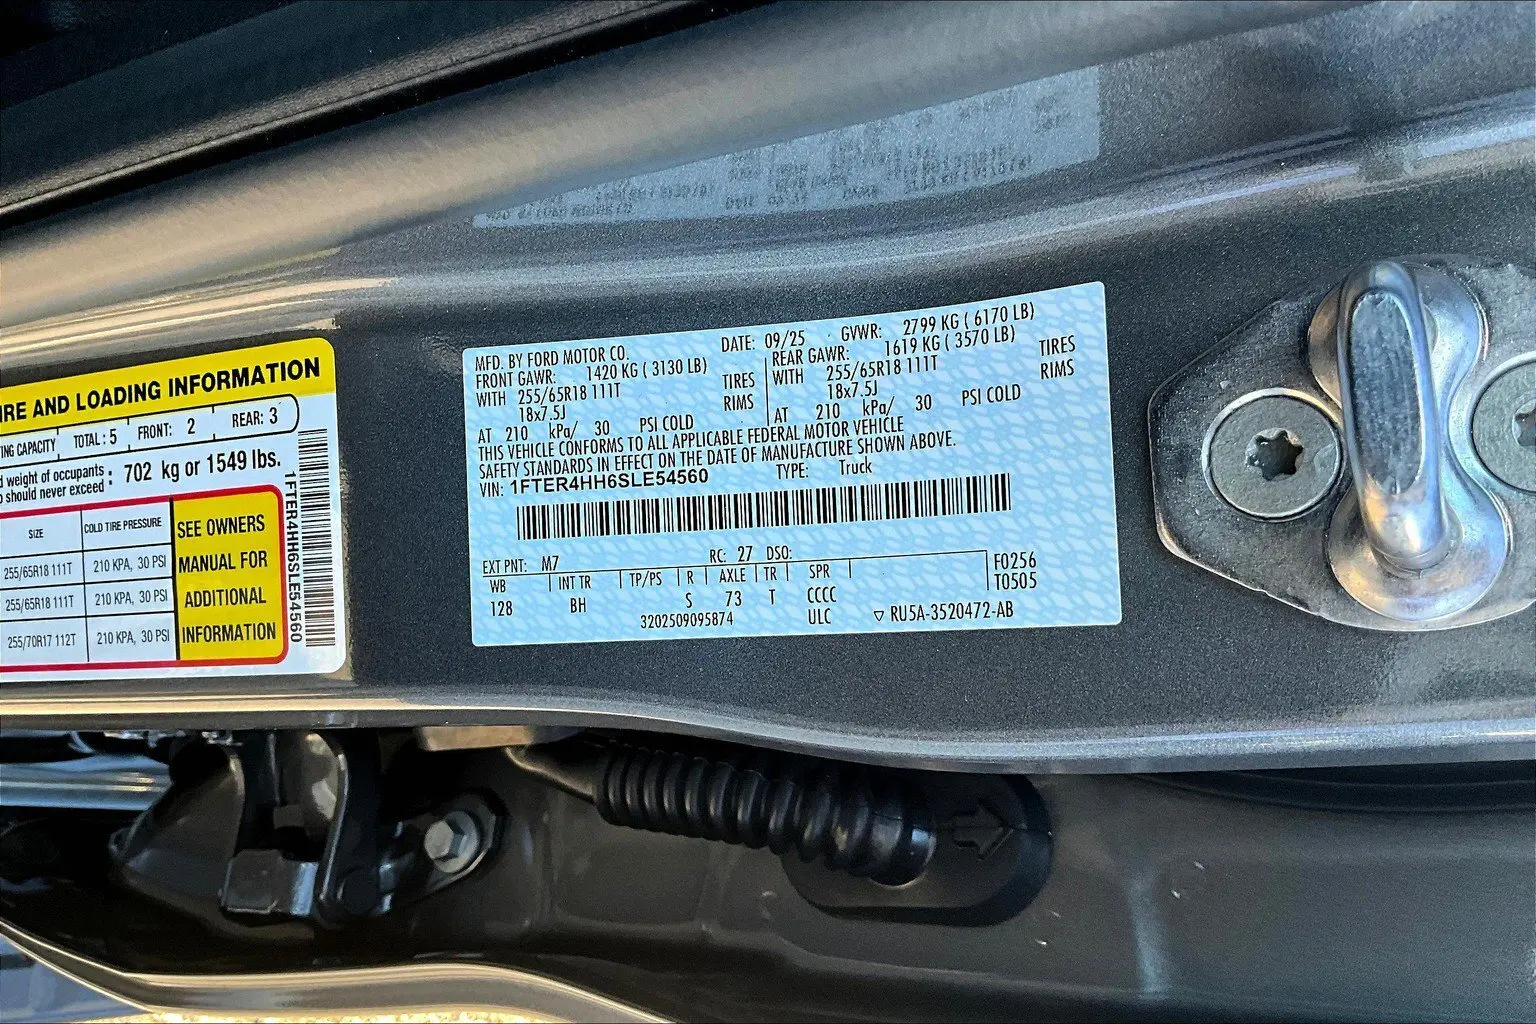 IRE AND LOADING INFORMATION
NG CAPACITY TOTAL: 5 FRONT: 2 REAR: 3
d weight of occupants
should never exceed : 702 kg or 1549 lbs.
SIZE COLD TIRE PRESSURE
255/65R18 111T 210 KPA, 30 PSI
255/65R18 111T 210 KPA, 30 PSI
255/70R17 112T 210 KPA, 30 PSI
SEE OWNERS
MANUAL FOR
ADDITIONAL
INFORMATION
1FTER4HH6SLE54560
MFD. BY FORD MOTOR CO. DATE: 09/25 GVWR: 2799 KG ( 6170 LB)
FRONT GAWR: 1420 KG ( 3130 LB) REAR GAWR: 1619 KG ( 3570 LB)
WITH 255/65R18 111T TIRES WITH 255/65R18 111T TIRES
18x7.5J RIMS 18x7.5J RIMS
AT 210 kPa/ 30 PSI COLD AT 210 kPa/ 30 PSI COLD
THIS VEHICLE CONFORMS TO ALL APPLICABLE FEDERAL MOTOR VEHICLE
SAFETY STANDARDS IN EFFECT ON THE DATE OF MANUFACTURE SHOWN ABOVE.
VIN: 1FTER4HH6SLE54560 TYPE: Truck
EXT PNT: M7 RC: 27 DSO:
WB INT TR TP/PS R AXLE TR SPR
128 BH S 73 T CCCC
3202509095874 ULC
F0256
T0505
RU5A-3520472-AB